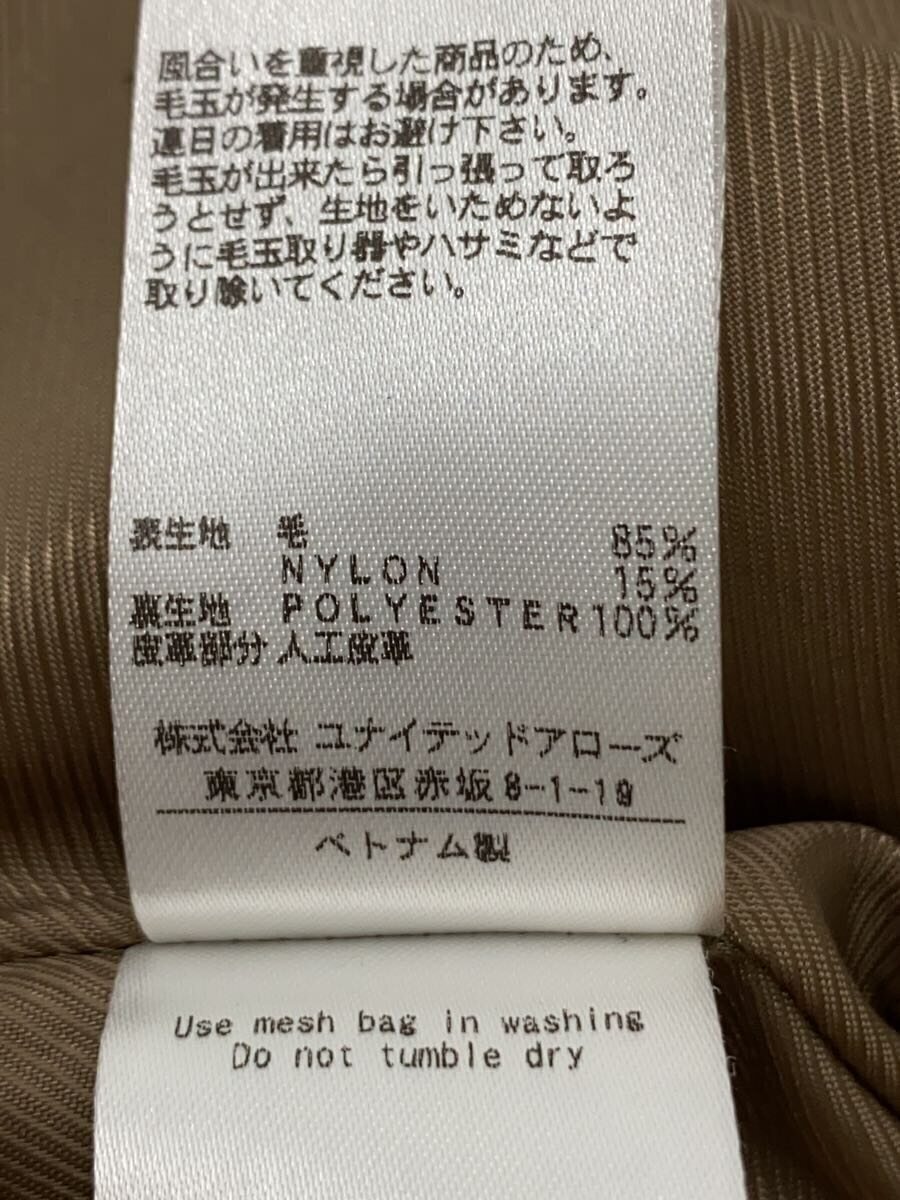 風合いを重視した商品のため、
毛玉が発生する場合があります。
連日の着用はお避け下さい。
毛玉が出来たら引っ張って取ろ
うとせず、生地をいためないよ
うに毛玉取り器やハサミなどで
取り除いてください。
表生地 毛 85%
NYLON 15%
裏生地 POLYESTER100%
皮革部分 人工皮革
株式会社 ユナイテッドアローズ
東京都港区赤坂8-1-19
ベトナム製
Use mesh bag in washing
Do not tumble dry